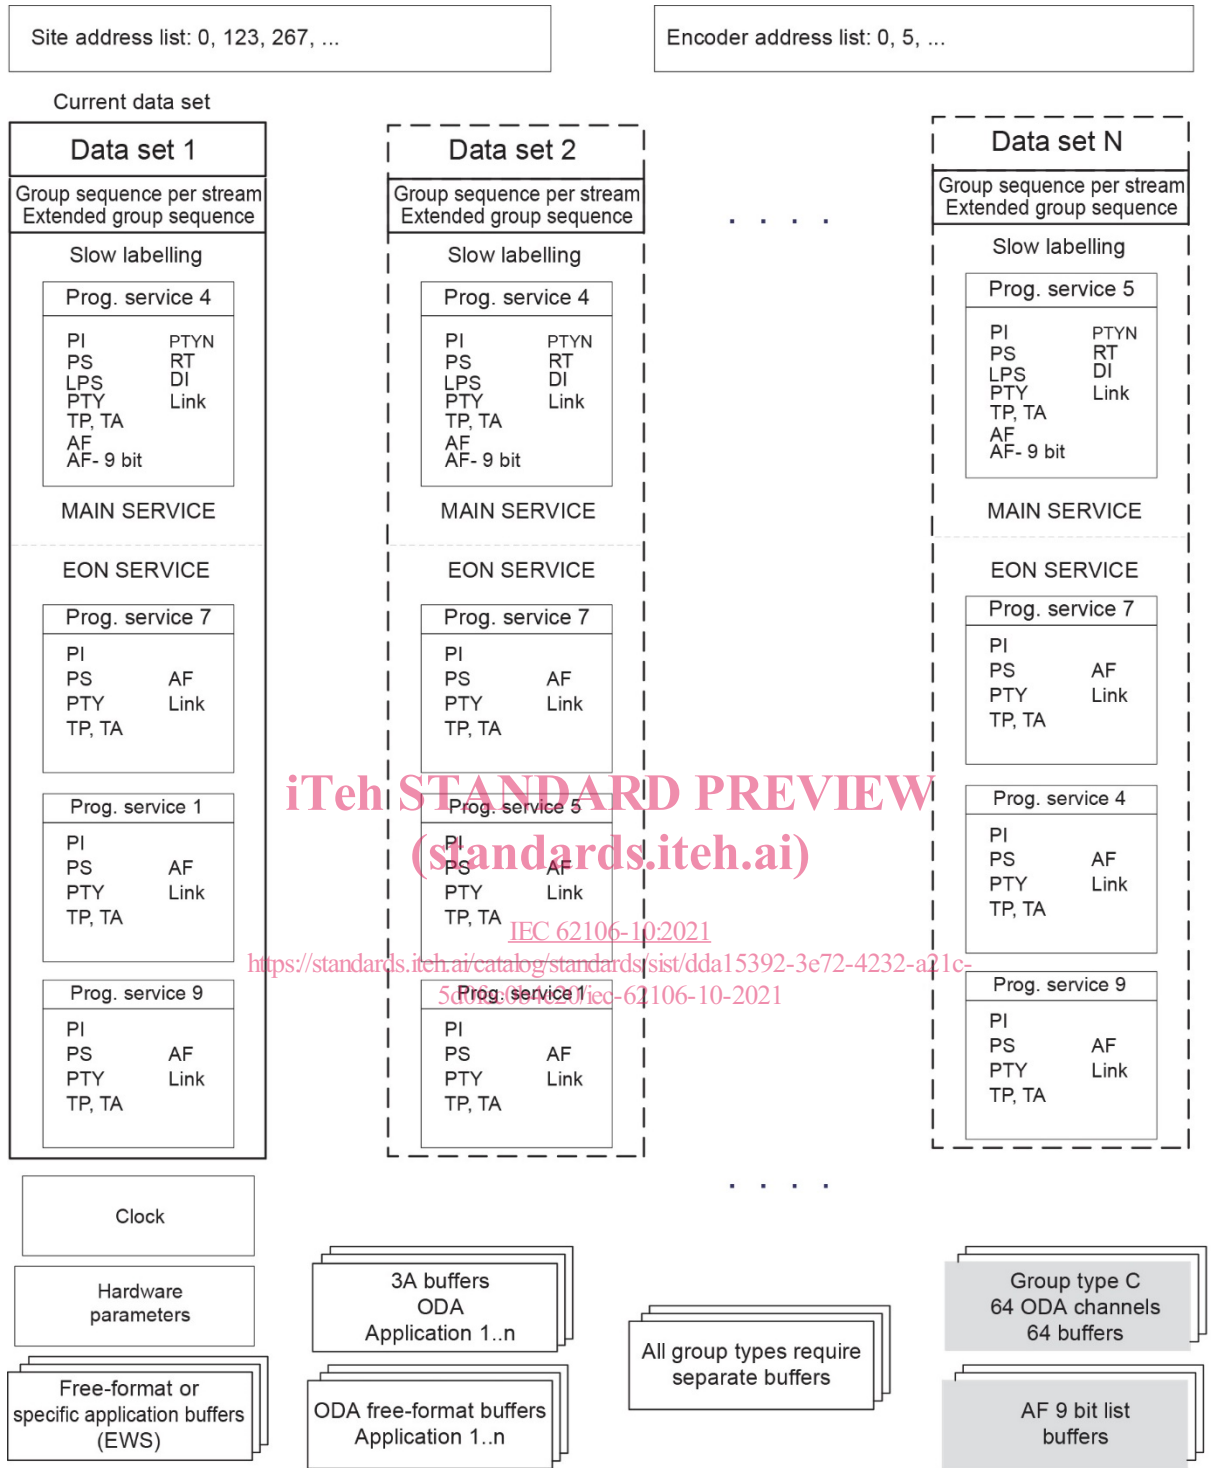 Site address list: 0, 123, 267, ...
Encoder address list: 0, 5, ...
Current data set
Data set 1
Group sequence per stream
Extended group sequence
Slow labelling
Prog. service 4
PI PTYN
PS RT
LPS DI
PTY Link
TP, TA
AF
AF- 9 bit
MAIN SERVICE
EON SERVICE
Prog. service 7
PI
PS AF
PTY Link
TP, TA
Prog. service 1
PI
PS AF
PTY Link
TP, TA
Prog. service 9
PI
PS AF
PTY Link
TP, TA
Data set 2
Group sequence per stream
Extended group sequence
Slow labelling
Prog. service 4
PI PTYN
PS RT
LPS DI
PTY Link
TP, TA
AF
AF- 9 bit
MAIN SERVICE
EON SERVICE
Prog. service 7
PI
PS AF
PTY Link
TP, TA
Prog. service 5
PI
PS AF
PTY Link
TP, TA
Prog. service 1
PI
PS AF
PTY Link
TP, TA
. . . .
Data set N
Group sequence per stream
Extended group sequence
Slow labelling
Prog. service 5
PI PTYN
PS RT
LPS DI
PTY Link
TP, TA
AF
AF- 9 bit
MAIN SERVICE
EON SERVICE
Prog. service 7
PI
PS AF
PTY Link
TP, TA
Prog. service 4
PI
PS AF
PTY Link
TP, TA
Prog. service 9
PI
PS AF
PTY Link
TP, TA
iTeh STANDARD PREVIEW
(standards.iteh.ai)
IEC 62106-10:2021
https://standards.iteh.ai/catalog/standards/sist/dda15392-3e72-4232-a21c-
. . . .
Clock
Hardware
parameters
Free-format or
specific application buffers
(EWS)
3A buffers
ODA
Application 1..n
ODA free-format buffers
Application 1..n
All group types require
separate buffers
Group type C
64 ODA channels
64 buffers
AF 9 bit list
buffers